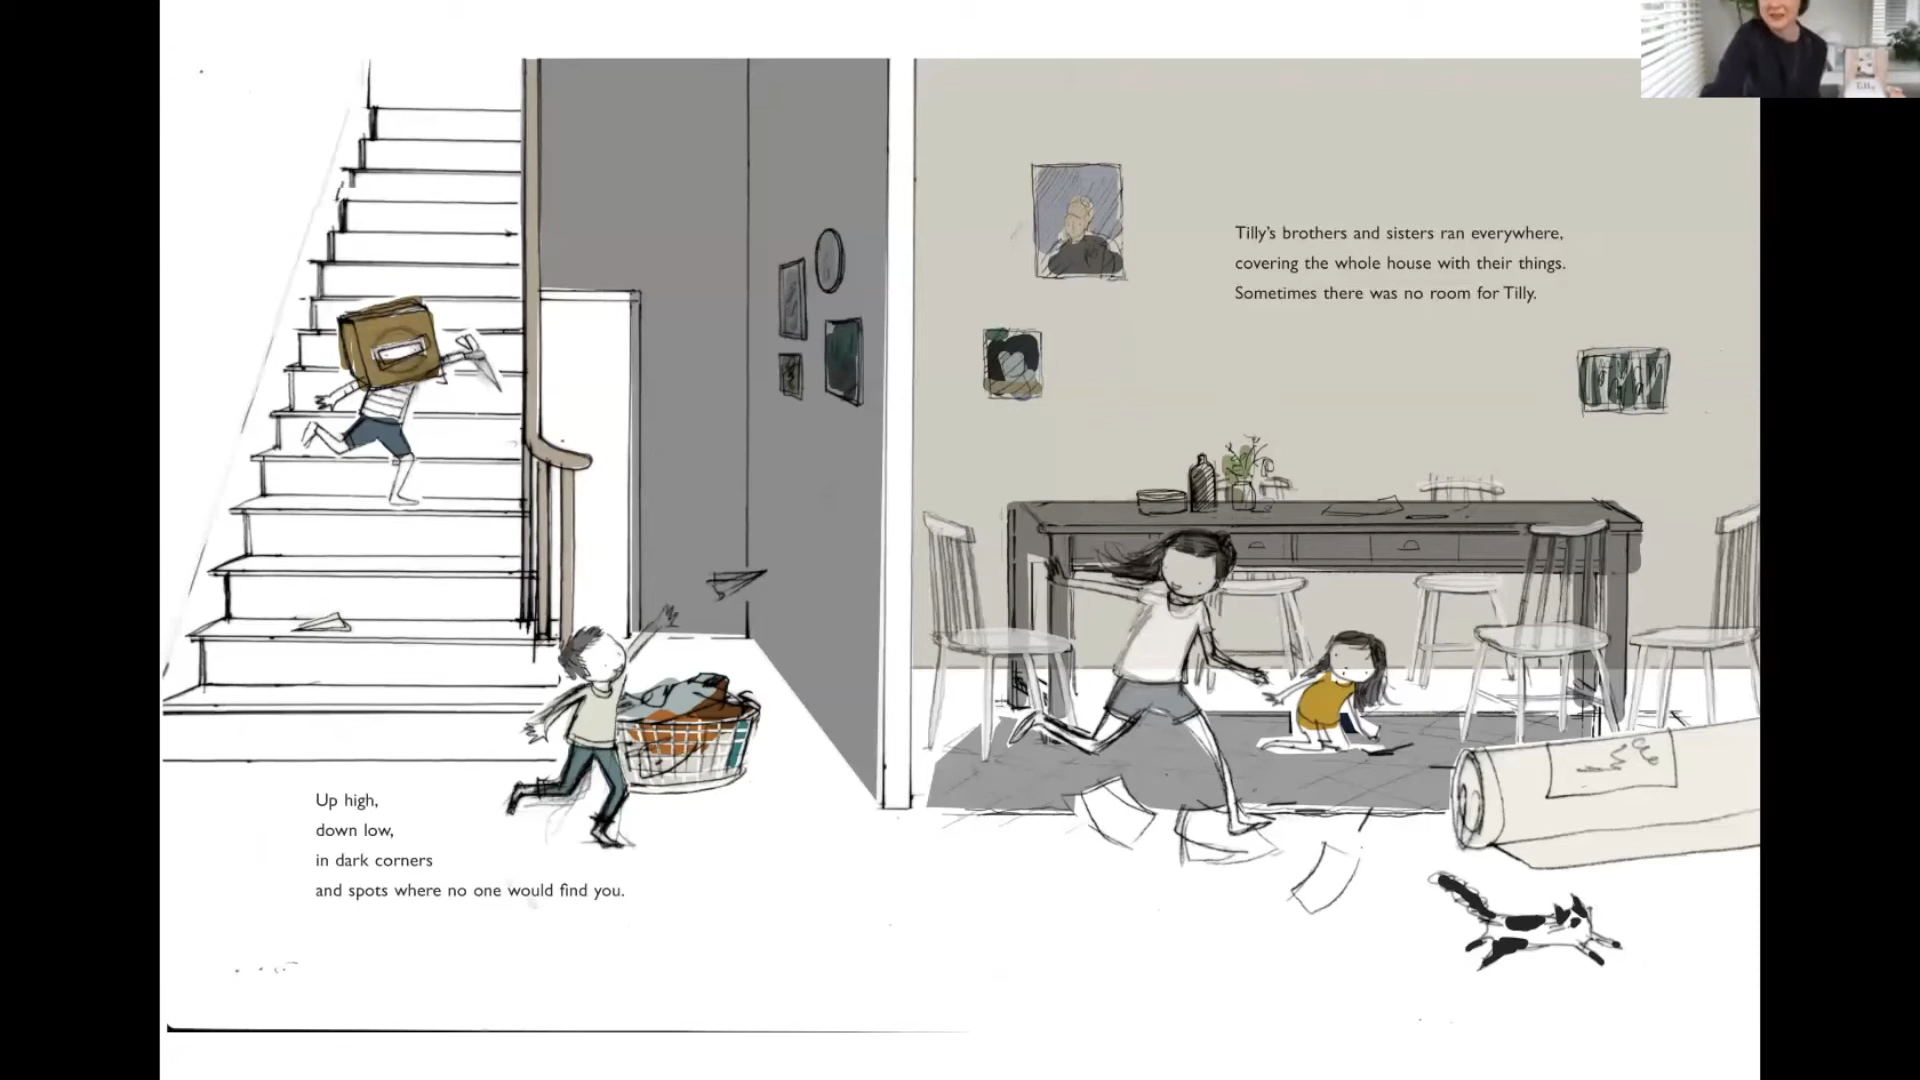 Up high,
down low,
in dark corners
and spots where no one would find you.
Tilly's brothers and sisters ran everywhere,
covering the whole house with their things.
Sometimes there was no room for Tilly.
Tilly